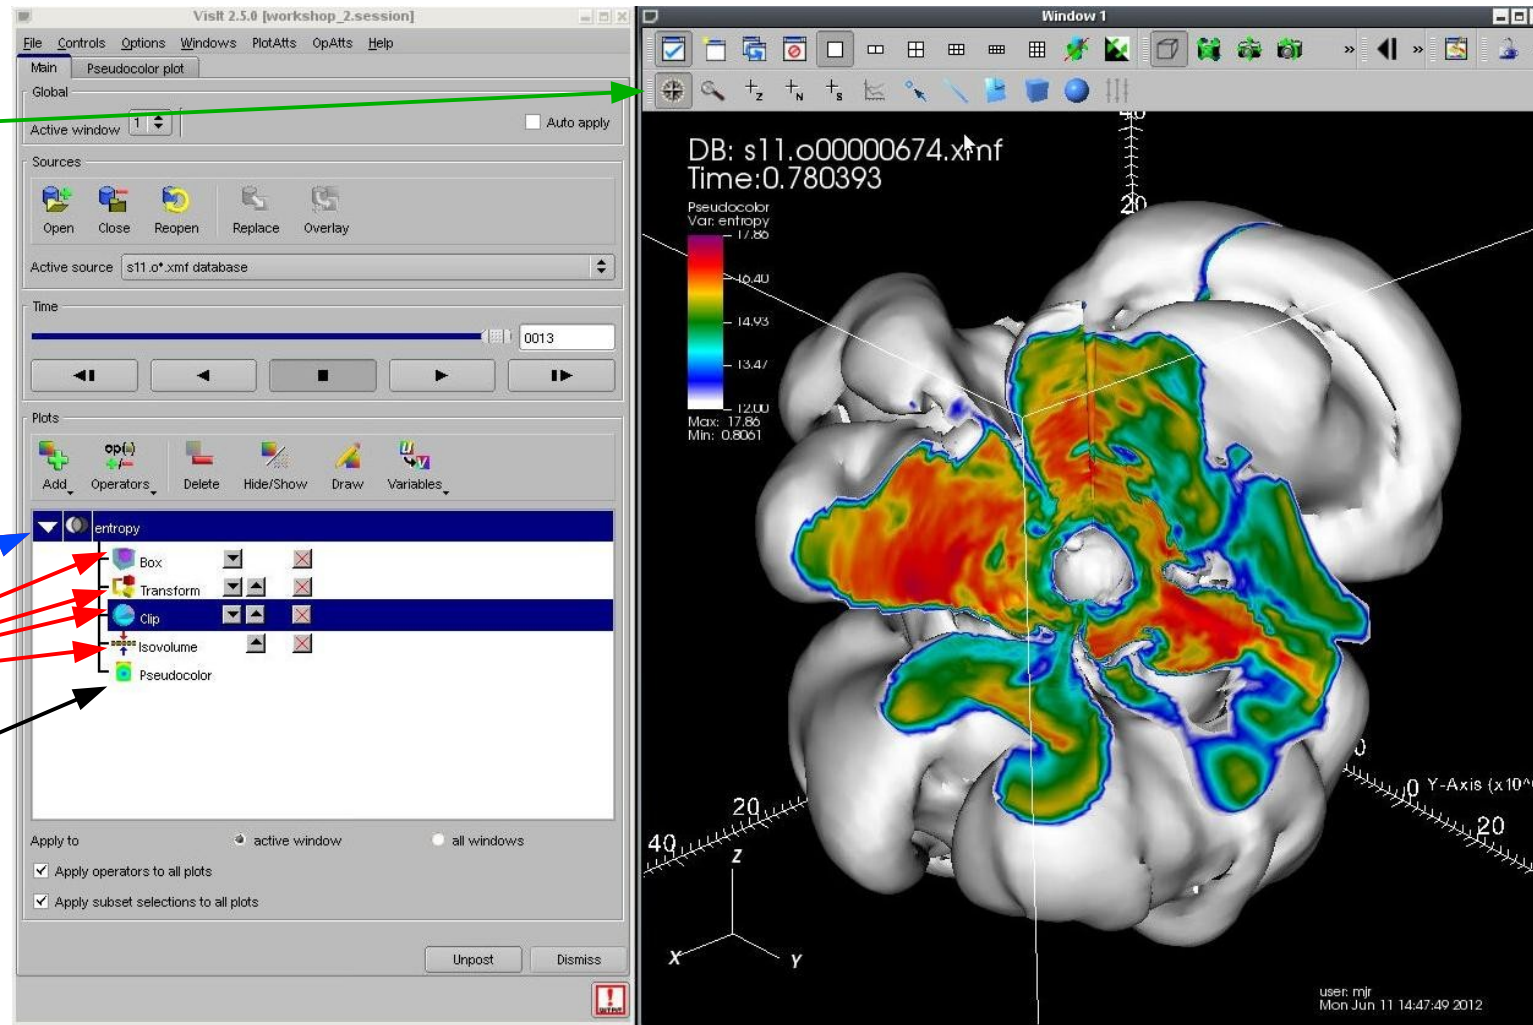 VisIt 2.5.0 [workshop_2.session]
File Controls Options Windows PlotAtts OpAtts Help
Main Pseudocolor plot
Global
Active window 1
Auto apply
Sources
Open Close Reopen Replace Overlay
Active source s11.o*.xmf database
Time
0013
Plots
op(=)
+/-
Add Operators Delete Hide/Show Draw Variables
entropy
Box
Transform
Clip
Isovolume
Pseudocolor
Apply to active window all windows
Apply operators to all plots
Apply subset selections to all plots
Unpost Dismiss
Window 1
DB: s11.o00000674.xmf
Time:0.780393
Pseudocolor
Var: entropy
17.86
16.40
14.93
13.47
12.00
Max: 17.86
Min: 0.8061
40
20
20
40
Z
X
Y
0
0 Y-Axis (x10^
20
user: mjr
Mon Jun 11 14:47:49 2012